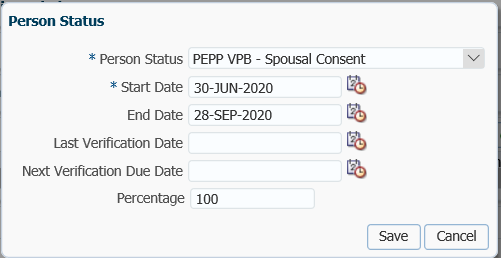 Person Status
* Person Status PEPP VPB - Spousal Consent
* Start Date 30-JUN-2020
End Date 28-SEP-2020
Last Verification Date
Next Verification Due Date
Percentage 100
Save Cancel